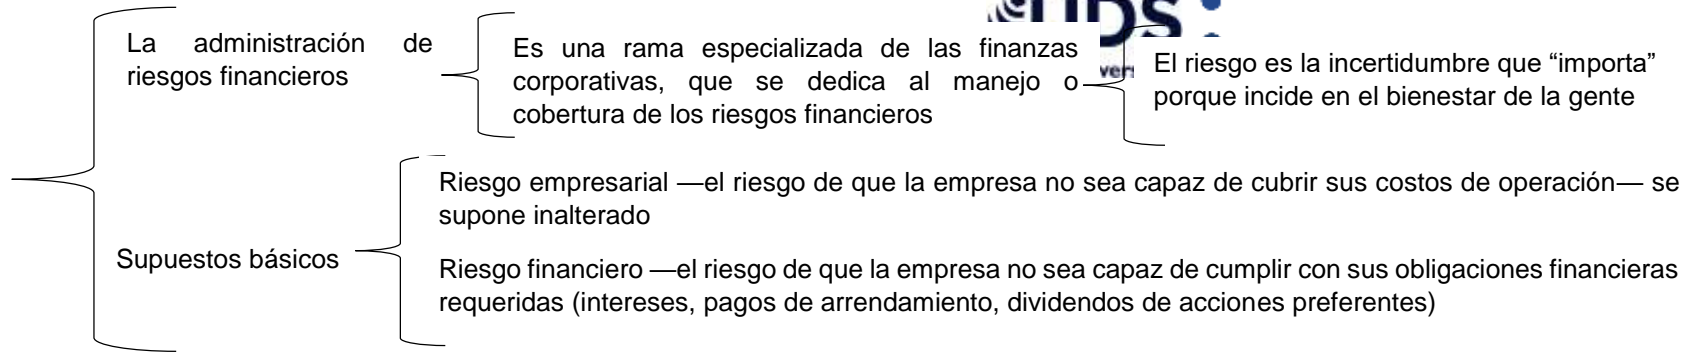 UDS
La administración de
riesgos financieros
Es una rama especializada de las finanzas
corporativas, que se dedica al manejo o
cobertura de los riesgos financieros
El riesgo es la incertidumbre que “importa”
porque incide en el bienestar de la gente
Riesgo empresarial —el riesgo de que la empresa no sea capaz de cubrir sus costos de operación— se
supone inalterado
Supuestos básicos
Riesgo financiero —el riesgo de que la empresa no sea capaz de cumplir con sus obligaciones financieras
requeridas (intereses, pagos de arrendamiento, dividendos de acciones preferentes)